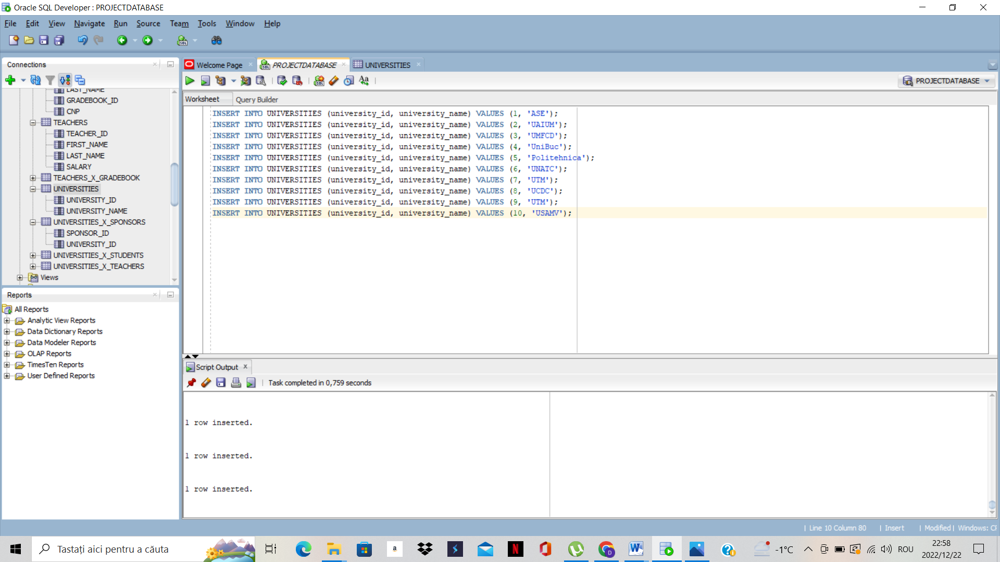 Oracle SQL Developer : PROJECTDATABASE
File Edit View Navigate Run Source Team Tools Window Help
Connections
Welcome Page
PROJECTDATABASE
UNIVERSITIES
PROJECTDATABASE
Worksheet
Query Builder
LAST_NAME
GRADEBOOK_ID
CNP
TEACHERS
TEACHER_ID
FIRST_NAME
LAST_NAME
SALARY
TEACHERS_X_GRADEBOOK
UNIVERSITIES
UNIVERSITY_ID
UNIVERSITY_NAME
UNIVERSITIES_X_SPONSORS
SPONSOR_ID
UNIVERSITY_ID
UNIVERSITIES_X_STUDENTS
UNIVERSITIES_X_TEACHERS
Views
INSERT INTO UNIVERSITIES (university_id, university_name) VALUES (1, 'ASE');
INSERT INTO UNIVERSITIES (university_id, university_name) VALUES (2, 'UAIUM');
INSERT INTO UNIVERSITIES (university_id, university_name) VALUES (3, 'UMFCD');
INSERT INTO UNIVERSITIES (university_id, university_name) VALUES (4, 'UniBuc');
INSERT INTO UNIVERSITIES (university_id, university_name) VALUES (5, 'Politehnica');
INSERT INTO UNIVERSITIES (university_id, university_name) VALUES (6, 'UNATC');
INSERT INTO UNIVERSITIES (university_id, university_name) VALUES (7, 'UTM');
INSERT INTO UNIVERSITIES (university_id, university_name) VALUES (8, 'UCDC');
INSERT INTO UNIVERSITIES (university_id, university_name) VALUES (9, 'UTM');
INSERT INTO UNIVERSITIES (university_id, university_name) VALUES (10, 'USAMV');
Reports
All Reports
Analytic View Reports
Data Dictionary Reports
Data Modeler Reports
OLAP Reports
TimesTen Reports
User Defined Reports
Script Output
Task completed in 0,759 seconds
1 row inserted.
1 row inserted.
1 row inserted.
Line 10 Column 80 | Insert | Modified | Windows:
Tastați aici pentru a căuta
-1°C
ROU
22:58
2022/12/22